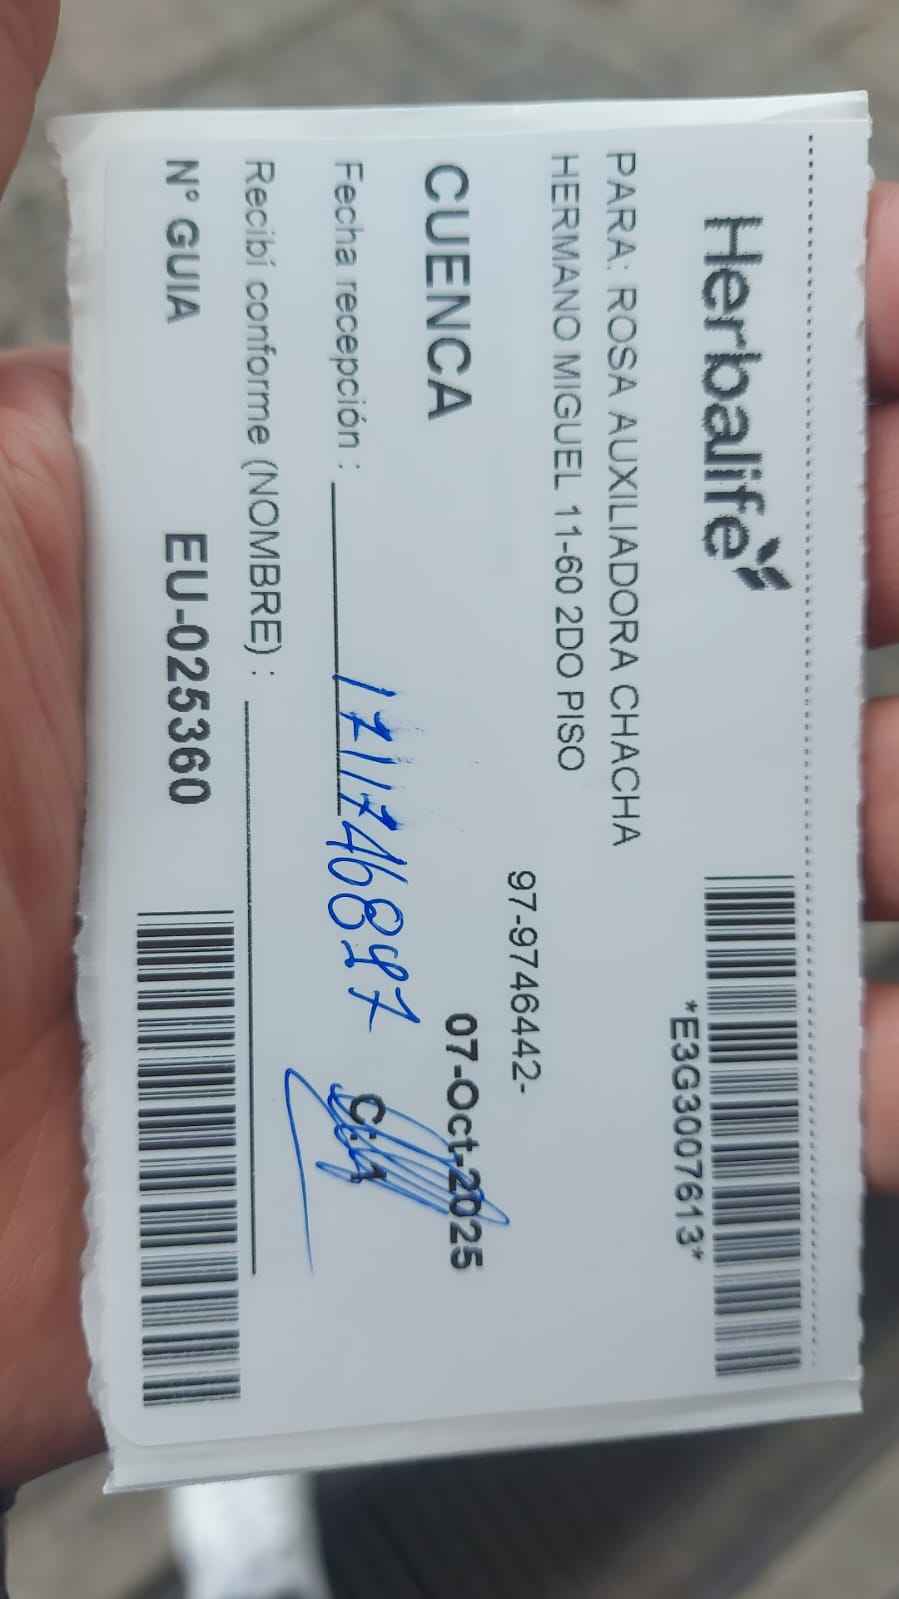 Herbalife
*E3G3007613*
PARA: ROSA AUXILIADORA CHACHA
HERMANO MIGUEL 11-60 2DO PISO
97-9746442-
CUENCA
07-Oct-2025
Fecha recepción :
Recibí conforme (NOMBRE) :
N° GUIA EU-025360